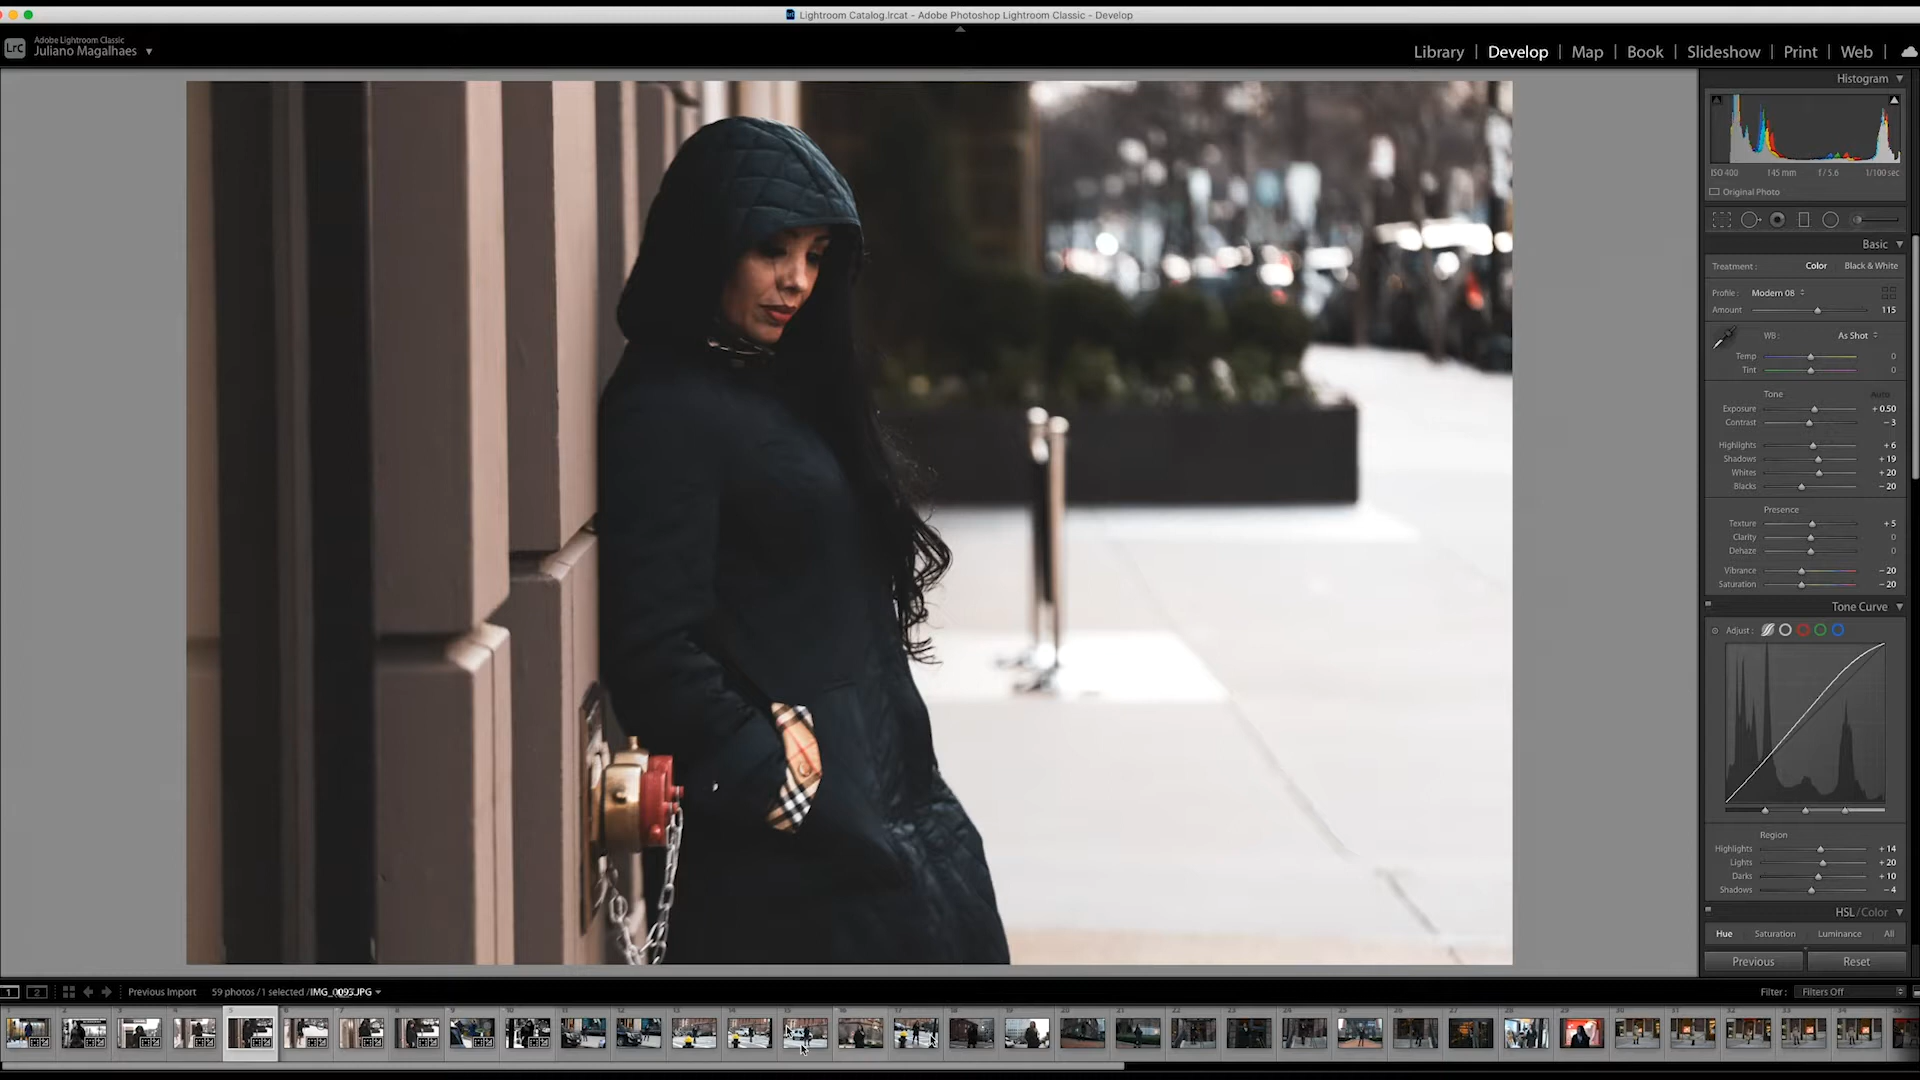 Lightroom Catalog.lrcat - Adobe Photoshop Lightroom Classic - Develop
LrC
Adobe Lightroom Classic
Juliano Magalhaes
Library | Develop | Map | Book | Slideshow | Print | Web
Histogram
ISO 400 145 mm f / 5.6 1/100 sec
Original Photo
Basic
Treatment : Color Black & White
Profile : Modern 08
Amount 115
WB : As Shot
Temp 0
Tint 0
Tone Auto
Exposure + 0.50
Contrast - 3
Highlights + 6
Shadows + 19
Whites + 20
Blacks - 20
Presence
Texture + 5
Clarity 0
Dehaze 0
Vibrance - 20
Saturation - 20
Tone Curve
Adjust :
Region
Highlights + 14
Lights + 20
Darks + 10
Shadows - 4
HSL / Color
Hue Saturation Luminance All
Previous Reset
1 2 Previous Import 59 photos / 1 selected / IMG_0093.JPG
Filter : Filters Off